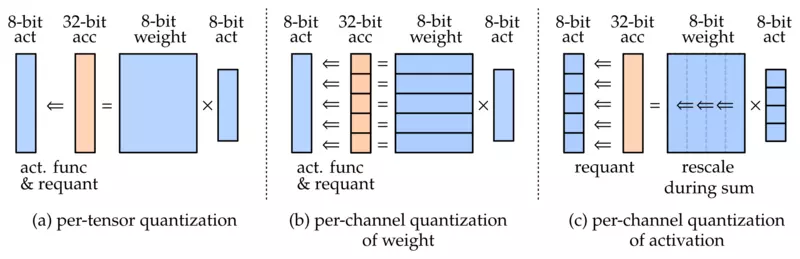 8-bit act
32-bit acc
8-bit weight
8-bit act
⇐
=
×
act. func
& requant
(a) per-tensor quantization
8-bit act
32-bit acc
8-bit weight
8-bit act
⇐ =
⇐ =
⇐ =
⇐ =
⇐ =
×
act. func
& requant
(b) per-channel quantization
of weight
8-bit act
32-bit acc
8-bit weight
8-bit act
⇐
⇐
⇐
⇐
⇐
=
⇐⇐⇐
×
requant
rescale
during sum
(c) per-channel quantization
of activation